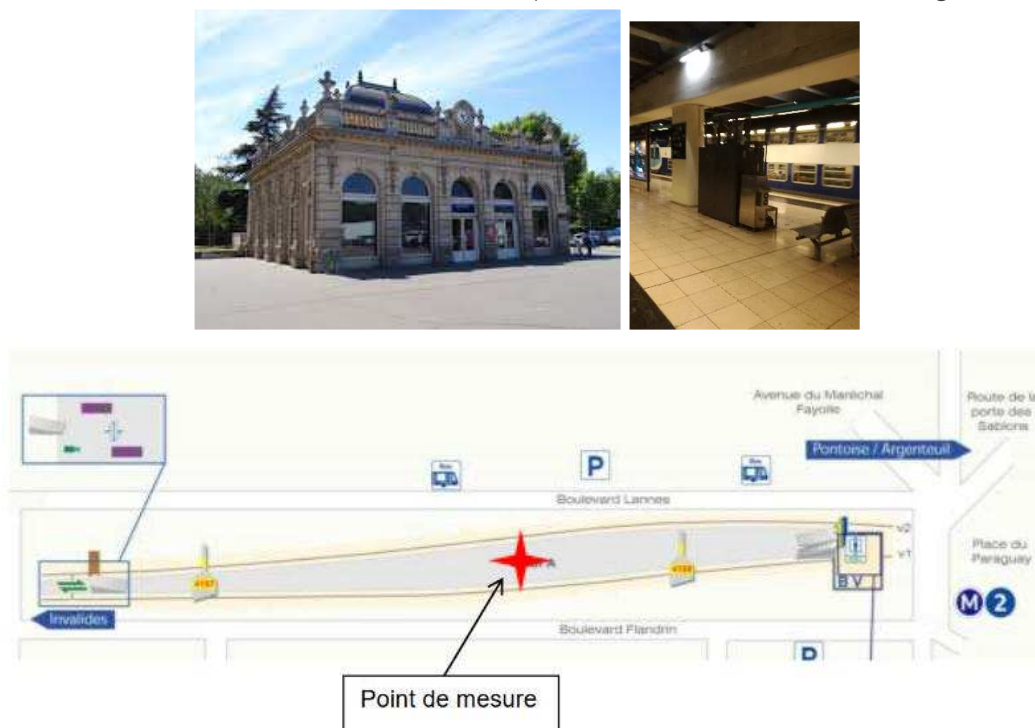 Avenue du Maréchal
Fayolle
Route de la
porte des
Sablons
Pontoise / Argenteuil
P
Boulevard Lannes
v2
v1
Place du
Paraguay
A
B V
M 2
Invalides
Boulevard Flandrin
P
Point de mesure